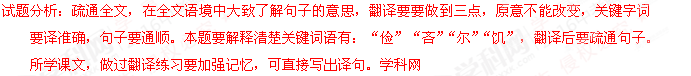 试题分析：疏通全文，在全文语境中大致了解句子的意思，翻译要要做到三点，原意不能改变，关键字词
要译准确，句子要通顺。本题要解释清楚关键词语有：“俭”“吝”“尔”“饥”，翻译后要疏通句子。
所学课文，做过翻译练习要加强记忆，可直接写出译句。学科网